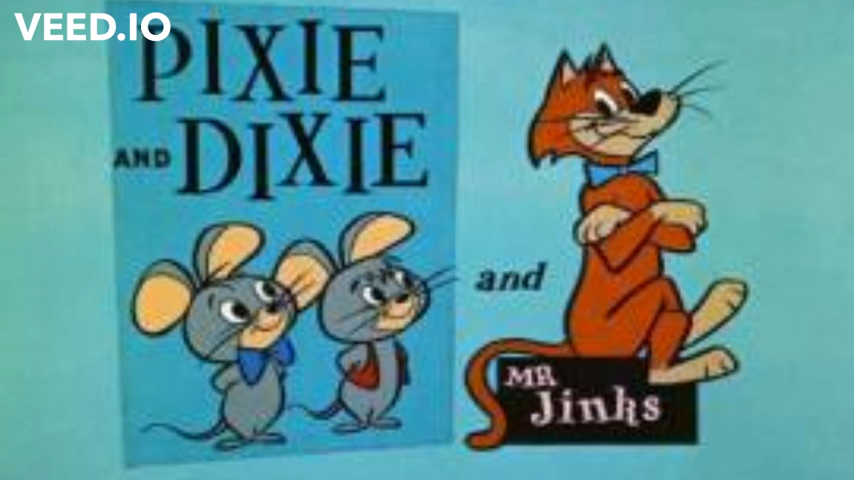 VEED.IO
PIXIE
AND DIXIE
and
MR.
Jinks